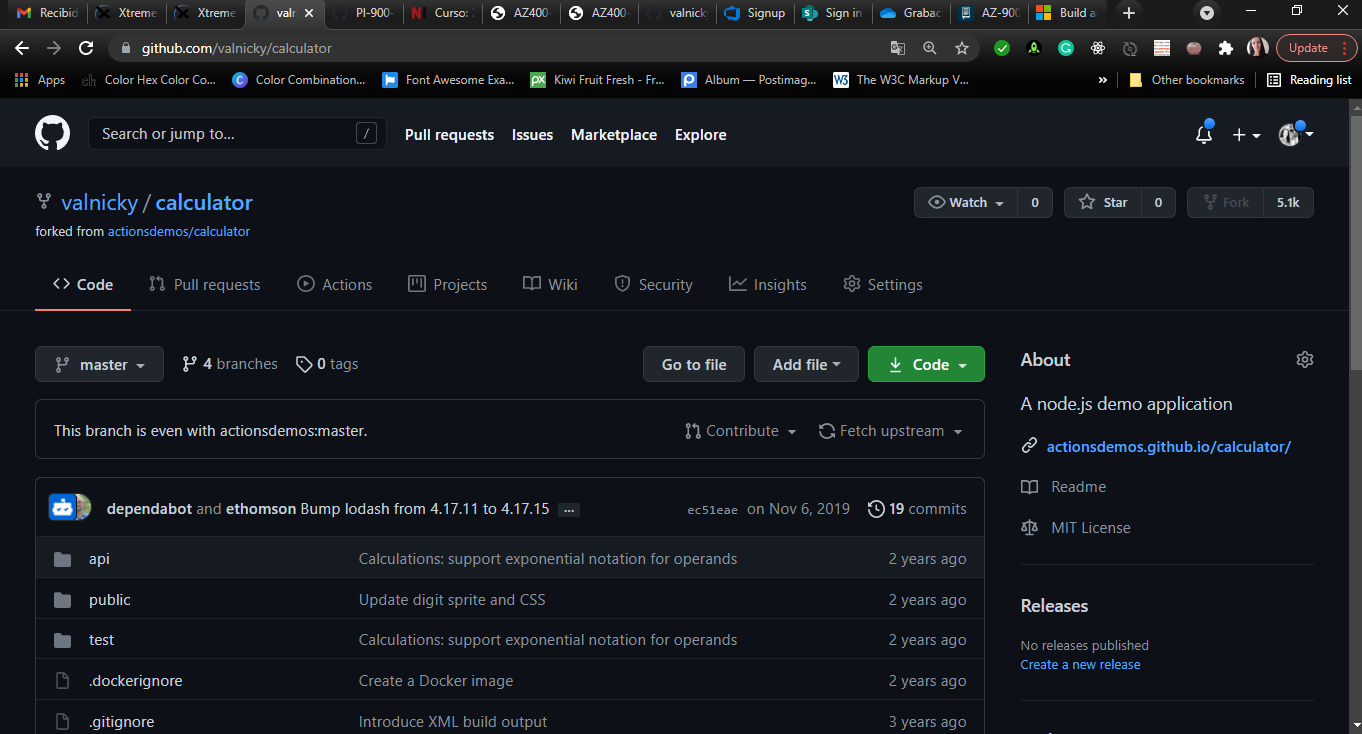 Recibid Xtreme Xtreme valn PI-900- Curso: AZ400- AZ400- valnicky Signup Sign in Grabac AZ-900 Build a
github.com/valnicky/calculator Update
Apps Color Hex Color Co... Color Combination... Font Awesome Exa... Kiwi Fruit Fresh - Fr... Album — Postimag... The W3C Markup V... » Other bookmarks Reading list
Search or jump to... / Pull requests Issues Marketplace Explore
valnicky / calculator Watch 0 Star 0 Fork 5.1k
forked from actionsdemos/calculator
Code Pull requests Actions Projects Wiki Security Insights Settings
master 4 branches 0 tags Go to file Add file Code
This branch is even with actionsdemos:master. Contribute Fetch upstream
dependabot and ethomson Bump lodash from 4.17.11 to 4.17.15 ... ec51eae on Nov 6, 2019 19 commits
api Calculations: support exponential notation for operands 2 years ago
public Update digit sprite and CSS 2 years ago
test Calculations: support exponential notation for operands 2 years ago
.dockerignore Create a Docker image 2 years ago
.gitignore Introduce XML build output 3 years ago
About
A node.js demo application
actionsdemos.github.io/calculator/
Readme
MIT License
Releases
No releases published
Create a new release